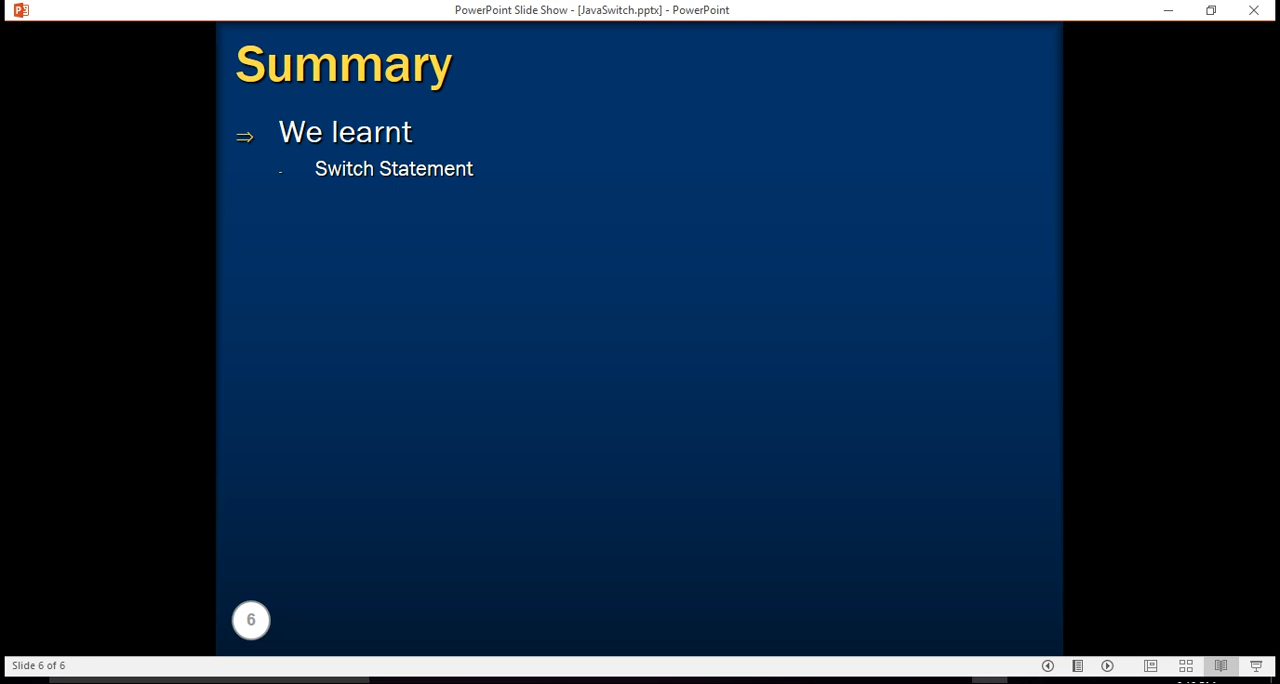 PowerPoint Slide Show - [JavaSwitch.pptx] - PowerPoint
Summary
⇒ We learnt
- Switch Statement
6
Slide 6 of 6